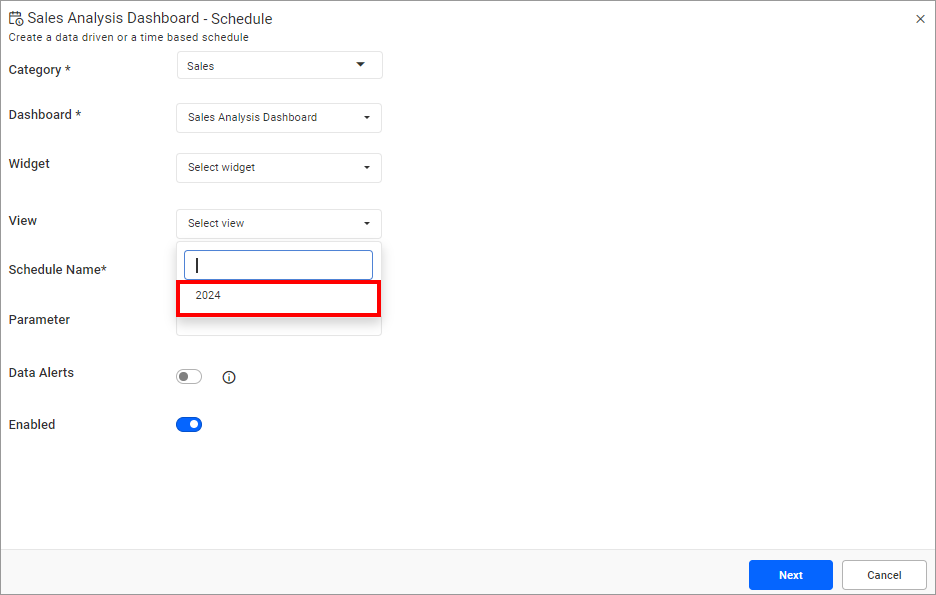 Sales Analysis Dashboard - Schedule
Create a data driven or a time based schedule
Category *
Sales
Dashboard *
Sales Analysis Dashboard
Widget
Select widget
View
Select view
Schedule Name*
2024
Parameter
Data Alerts
Enabled
Next
Cancel